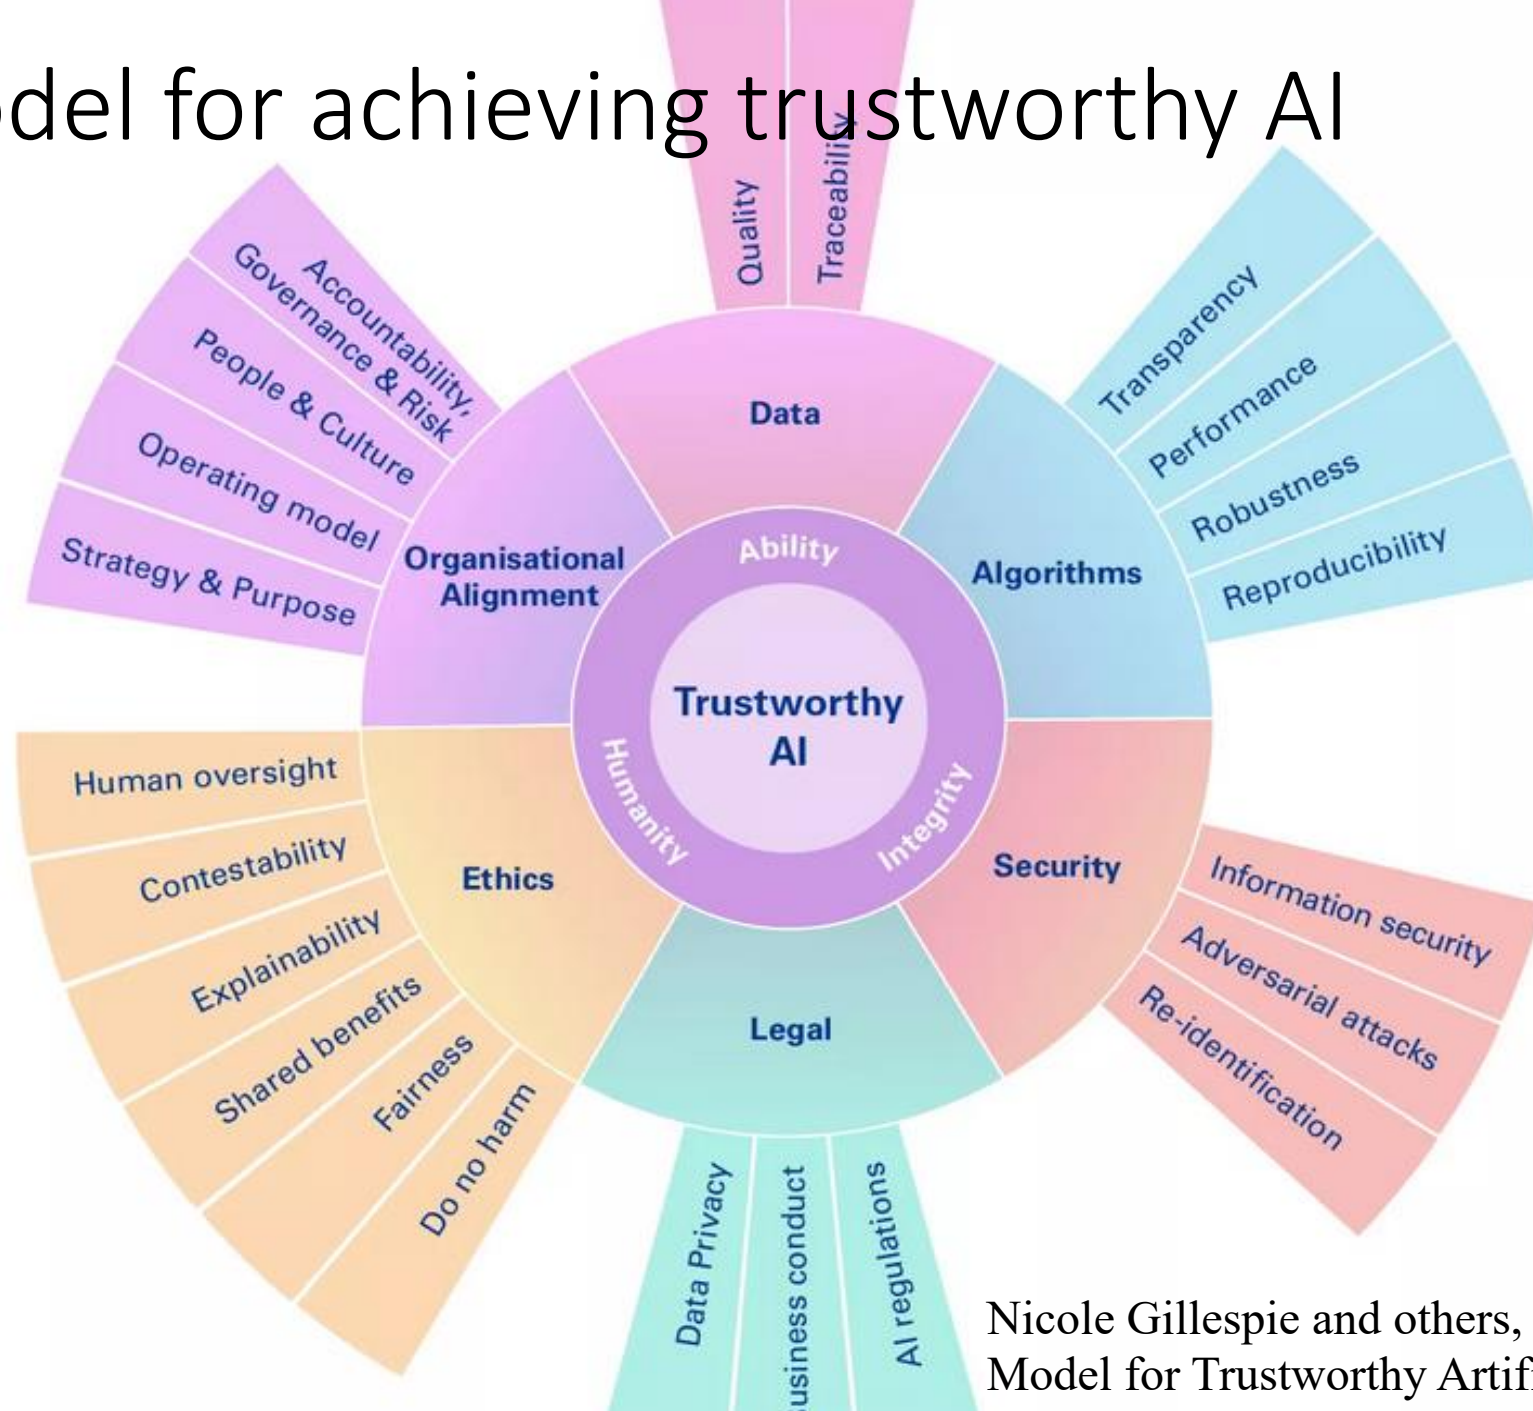 odel for achieving trustworthy AI
Quality
Traceability
Accountability,
Governance & Risk
People & Culture
Operating model
Strategy & Purpose
Transparency
Performance
Robustness
Reproducibility
Data
Organisational
Alignment
Algorithms
Ability
Trustworthy
AI
Humanity
Integrity
Ethics
Security
Legal
Human oversight
Contestability
Explainability
Shared benefits
Fairness
Do no harm
Information security
Adversarial attacks
Re-identification
Data Privacy
usiness conduct
AI regulations
Nicole Gillespie and others,
Model for Trustworthy Artifi